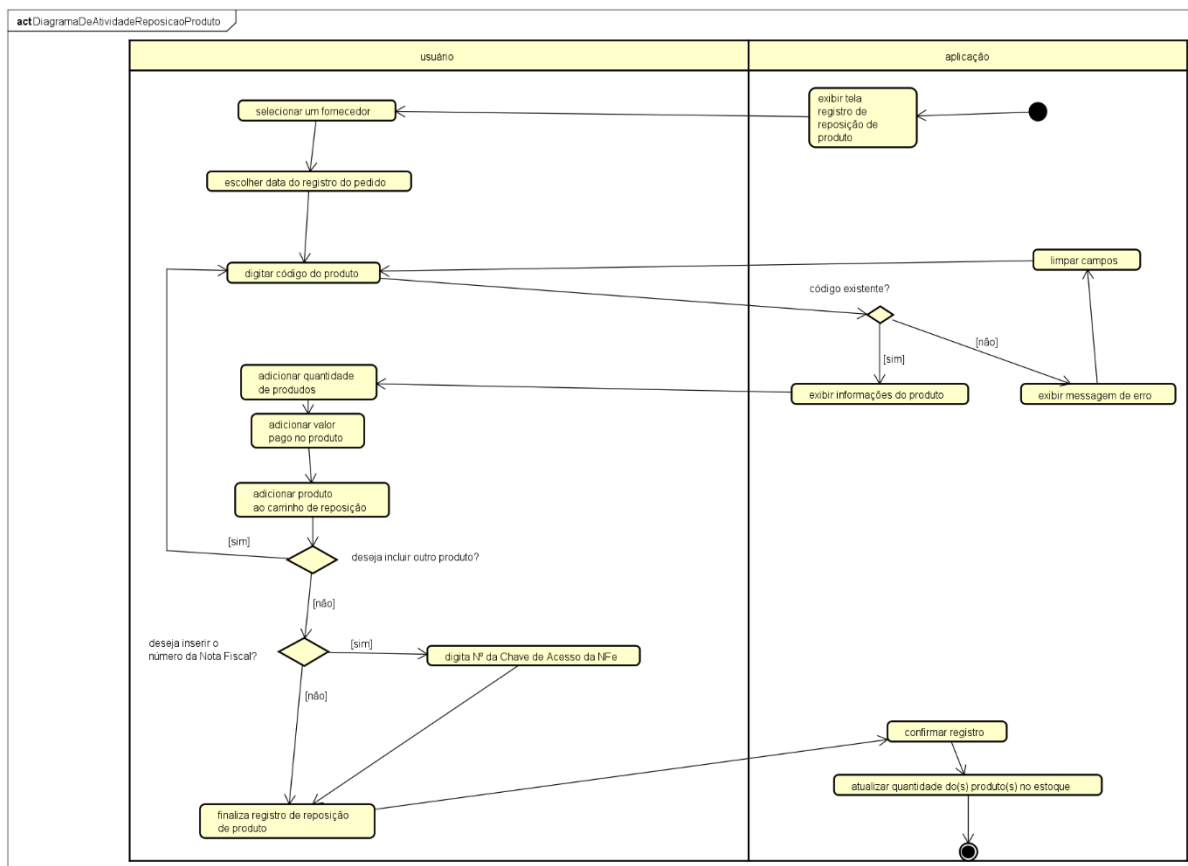 act DiagramaDeAtividadeReposicaoProduto
usuário
aplicação
selecionar um fornecedor
exibir tela
registro de
reposição de
produto
escolher data do registro do pedido
digitar código do produto
limpar campos
código existente?
[não]
[sim]
adicionar quantidade
de produdos
exibir informações do produto
exibir messagem de erro
adicionar valor
pago no produto
adicionar produto
ao carrinho de reposição
[sim]
deseja incluir outro produto?
[não]
deseja inserir o
número da Nota Fiscal?
[sim]
digita Nº da Chave de Acesso da NFe
[não]
confirmar registro
atualizar quantidade do(s) produto(s) no estoque
finaliza registro de reposição
de produto